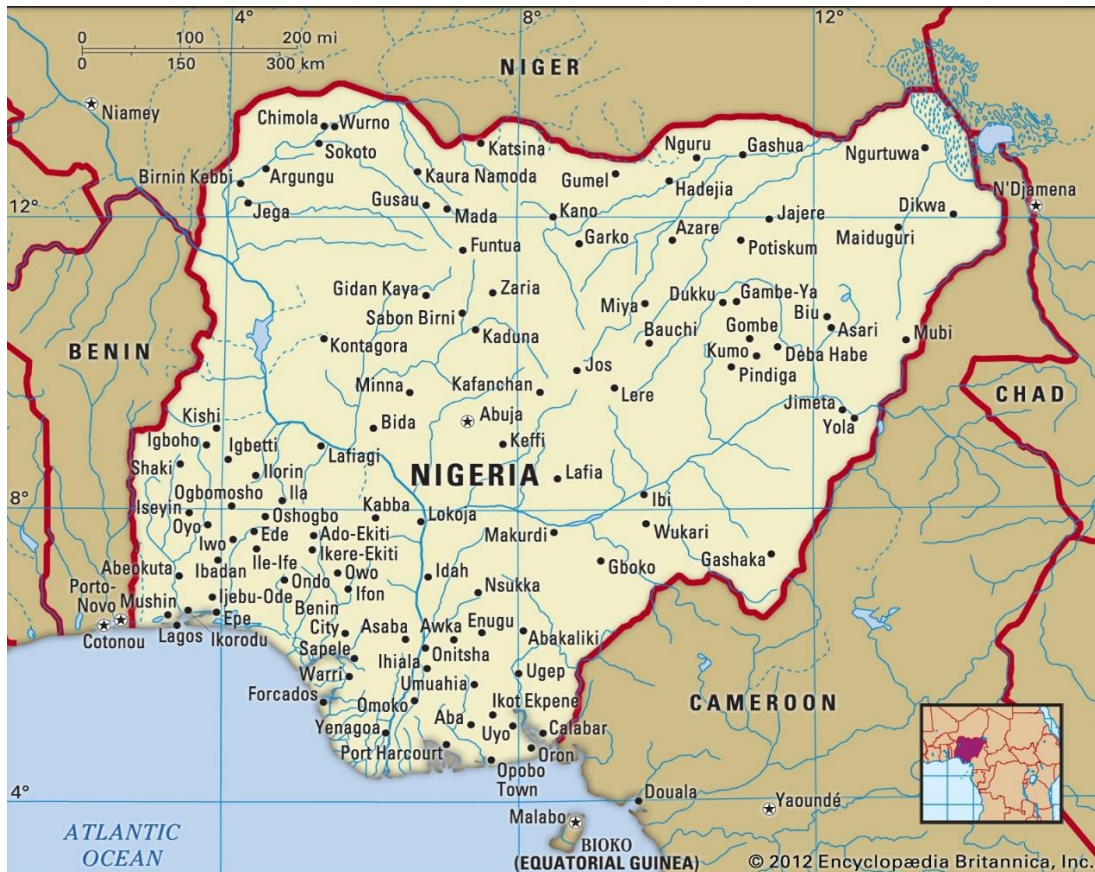 4°
8°
12°
0 100 200 mi
0 150 300 km
NIGER
Niamey
Chimola
Wurno
Sokoto
Katsina
Nguru
Gashua
Ngurtuwa
Birnin Kebbi
Argungu
Kaura Namoda
Gumel
Hadejia
N'Djamena
12°
Jega
Gusau
Mada
Kano
Jajere
Dikwa
Funtua
Garko
Azare
Potiskum
Maiduguri
Gidan Kaya
Zaria
Miya
Dukku
Gambe-Ya
Sabon Birni
Biu
Asari
BENIN
Kontagora
Kaduna
Bauchi
Gombe
Mubi
Kumo
Deba Habe
Jos
Pindiga
Minna
Kafanchan
Lere
CHAD
Kishi
Bida
Abuja
Jimeta
Yola
Igboho
Igbetti
Lafiagi
Keffi
Shaki
Ilorin
NIGERIA
Lafia
Ogbomosho
Ila
Ibi
8°
Iseyin
Oshogbo
Kabba
Lokoja
Oyo
Ede
Ado-Ekiti
Makurdi
Wukari
Iwo
Ikere-Ekiti
Gashaka
Ile-Ife
Gboko
Abeokuta
Ibadan
Ondo
Owo
Idah
Nsukka
Porto-
Novo
Mushin
Ijebu-Ode
Ifon
Cotonou
Lagos
Epe
Ikorodu
Benin
City
Asaba
Awka
Enugu
Abakaliki
Sapele
Onitsha
Ihiala
Warri
Umuahia
Ugep
Forcados
Omoko
Ikot Ekpene
CAMEROON
Yenagoa
Aba
Uyo
Calabar
Port Harcourt
Oron
Opobo
Town
4°
Douala
Yaoundé
Malabo
ATLANTIC
OCEAN
BIOKO
(EQUATORIAL GUINEA)
© 2012 Encyclopædia Britannica, Inc.